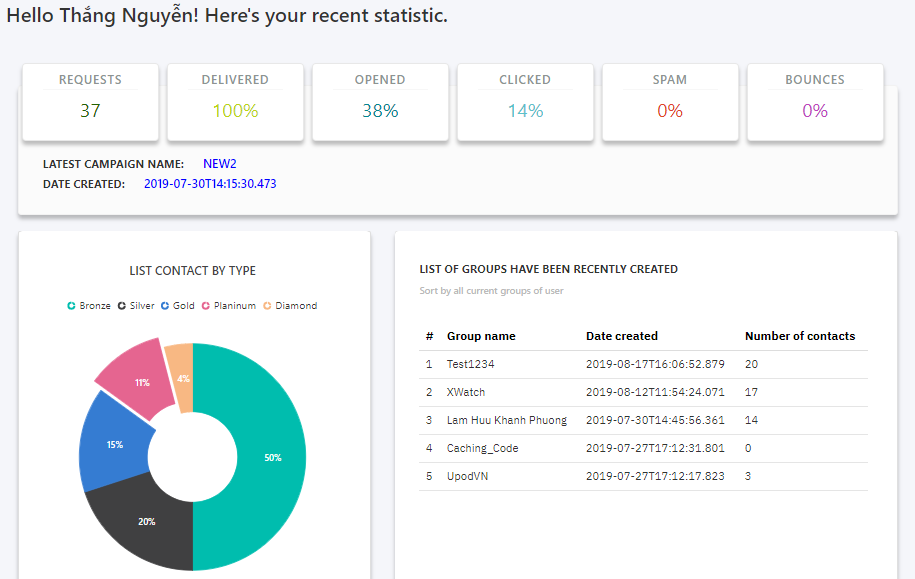 Hello Thắng Nguyễn! Here's your recent statistic.
REQUESTS DELIVERED OPENED CLICKED SPAM BOUNCES
37 100% 38% 14% 0% 0%
LATEST CAMPAIGN NAME: NEW2
DATE CREATED: 2019-07-30T14:15:30.473
LIST CONTACT BY TYPE
Bronze Silver Gold Planinum Diamond
4%
11%
15%
50%
20%
LIST OF GROUPS HAVE BEEN RECENTLY CREATED
Sort by all current groups of user
# Group name Date created Number of contacts
1 Test1234 2019-08-17T16:06:52.879 20
2 XWatch 2019-08-12T11:54:24.071 17
3 Lam Huu Khanh Phuong 2019-07-30T14:45:56.361 14
4 Caching_Code 2019-07-27T17:12:31.801 0
5 UpodVN 2019-07-27T17:12:17.823 3